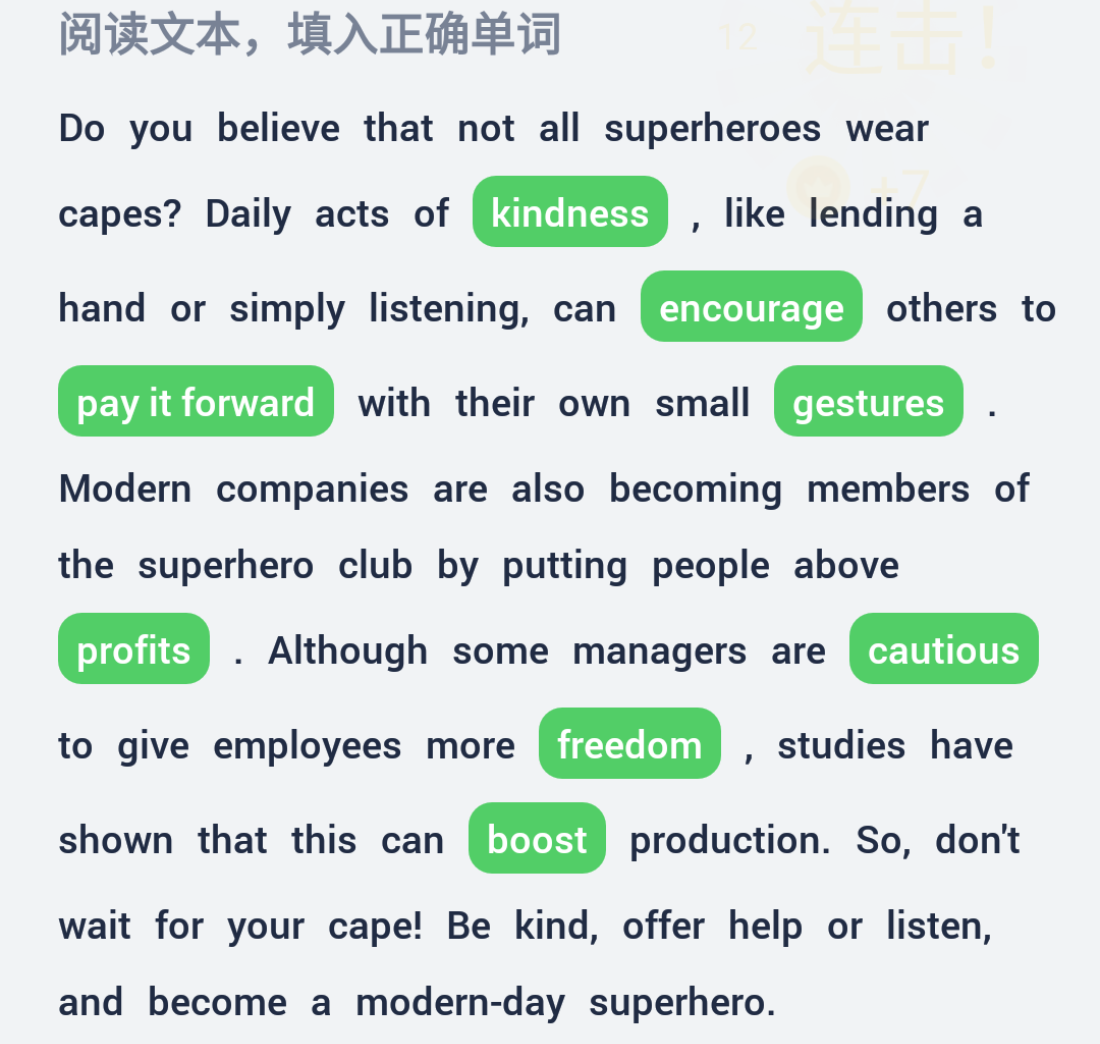 阅读文本，填入正确单词
12 连击！
+7
Do you believe that not all superheroes wear
capes? Daily acts of kindness , like lending a
hand or simply listening, can encourage others to
pay it forward with their own small gestures .
Modern companies are also becoming members of
the superhero club by putting people above
profits . Although some managers are cautious
to give employees more freedom , studies have
shown that this can boost production. So, don't
wait for your cape! Be kind, offer help or listen,
and become a modern-day superhero.